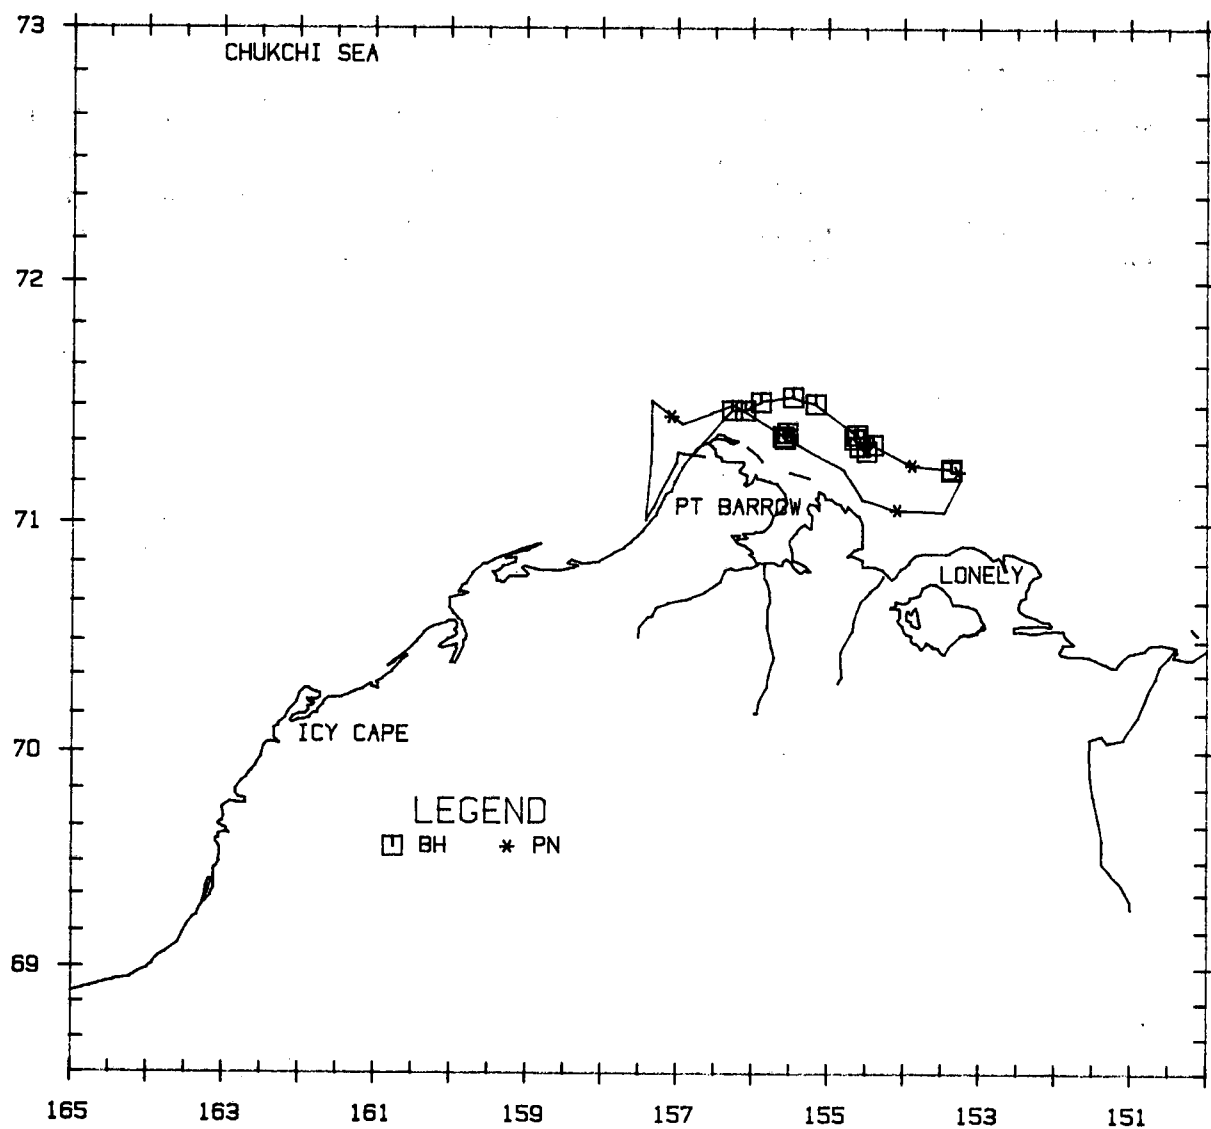 73
CHUKCHI SEA
72
71
PT BARROW
LONELY
ICY CAPE
70
LEGEND
BH PN
69
165 163 161 159 157 155 153 151